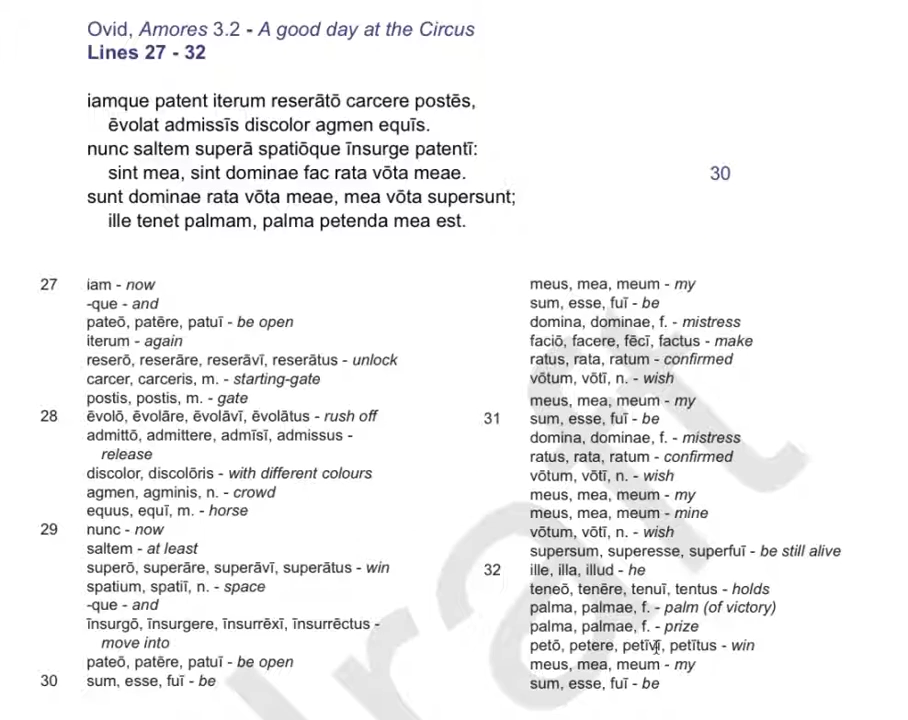 Ovid, Amores 3.2 - A good day at the Circus
Lines 27 - 32
iamque patent iterum reserātō carcere postēs,
ēvolat admissīs discolor agmen equīs.
nunc saltem superā spatiōque īnsurge patentī:
sint mea, sint dominae fac rata vōta meae. 30
sunt dominae rata vōta meae, mea vōta supersunt;
ille tenet palmam, palma petenda mea est.
27 iam - now
-que - and
pateō, patēre, patuī - be open
iterum - again
reserō, reserāre, reserāvī, reserātus - unlock
carcer, carceris, m. - starting-gate
postis, postis, m. - gate
28 ēvolō, ēvolāre, ēvolāvī, ēvolātus - rush off
admittō, admittere, admīsī, admissus -
release
discolor, discolōris - with different colours
agmen, agminis, n. - crowd
equus, equī, m. - horse
29 nunc - now
saltem - at least
superō, superāre, superāvī, superātus - win
spatium, spatiī, n. - space
-que - and
īnsurgō, īnsurgere, īnsurrēxī, īnsurrēctus -
move into
pateō, patēre, patuī - be open
30 sum, esse, fuī - be
meus, mea, meum - my
sum, esse, fuī - be
domina, dominae, f. - mistress
faciō, facere, fēcī, factus - make
ratus, rata, ratum - confirmed
vōtum, vōtī, n. - wish
meus, mea, meum - my
31 sum, esse, fuī - be
domina, dominae, f. - mistress
ratus, rata, ratum - confirmed
vōtum, vōtī, n. - wish
meus, mea, meum - my
meus, mea, meum - mine
vōtum, vōtī, n. - wish
supersum, superesse, superfuī - be still alive
32 ille, illa, illud - he
teneō, tenēre, tenuī, tentus - holds
palma, palmae, f. - palm (of victory)
palma, palmae, f. - prize
petō, petere, petīvī, petītus - win
meus, mea, meum - my
sum, esse, fuī - be